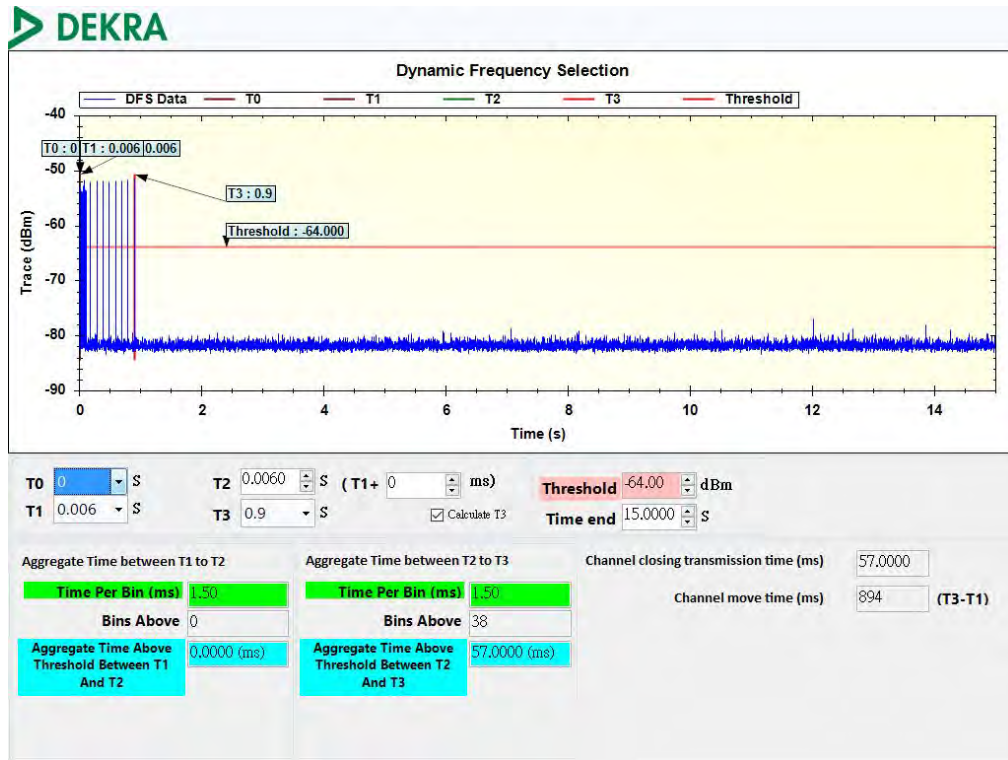 DEKRA
Dynamic Frequency Selection
DFS Data T0 T1 T2 T3 Threshold
-40
T0 : 0 T1 : 0.006 0.006
-50
T3 : 0.9
-60
Threshold : -64.000
-70
-80
-90
Trace (dBm)
0 2 4 6 8 10 12 14
Time (s)
T0 0 S T2 0.0060 S (T1+ 0 ms) Threshold -64.00 dBm
T1 0.006 S T3 0.9 S Calculate T3 Time end 15.0000 S
Aggregate Time between T1 to T2
Time Per Bin (ms) 1.50
Bins Above 0
Aggregate Time Above 0,0000 (ms)
Threshold Between T1
And T2
Aggregate Time between T2 to T3
Time Per Bin (ms) 1.50
Bins Above 38
Aggregate Time Above 57.0000 (ms)
Threshold Between T2
And T3
Channel closing transmission time (ms) 57.0000
Channel move time (ms) 894 (T3-T1)